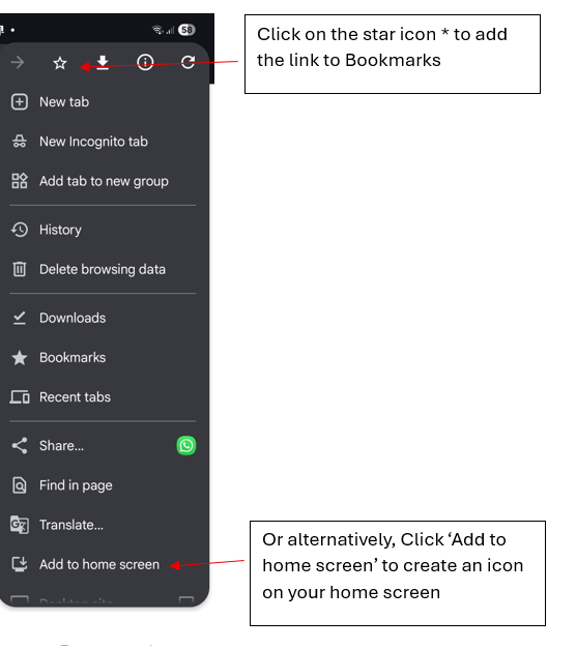 58
Click on the star icon * to add
the link to Bookmarks
New tab
New Incognito tab
Add tab to new group
History
Delete browsing data
Downloads
Bookmarks
Recent tabs
Share...
Find in page
Translate...
Add to home screen
Or alternatively, Click ‘Add to
home screen’ to create an icon
on your home screen
Desktop site